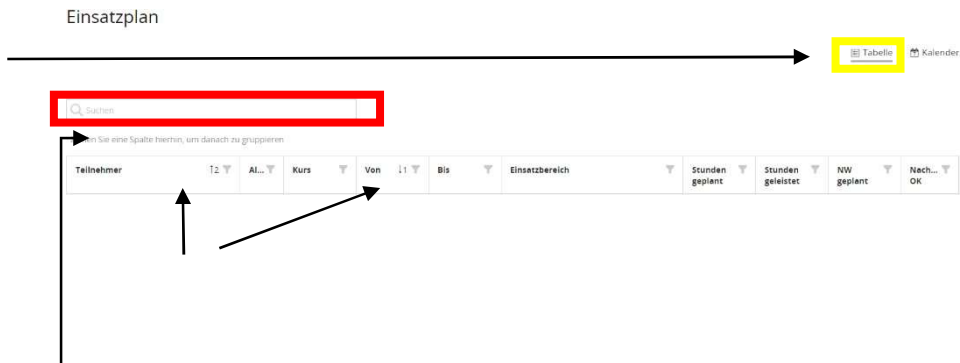 Einsatzplan
Tabelle Kalender
Suchen
Sie eine Spalte hierhin, um danach zu gruppieren
Teilnehmer 2 Al... Kurs Von 1 Bis Einsatzbereich Stunden geplant Stunden geleistet NW geplant Nach... OK